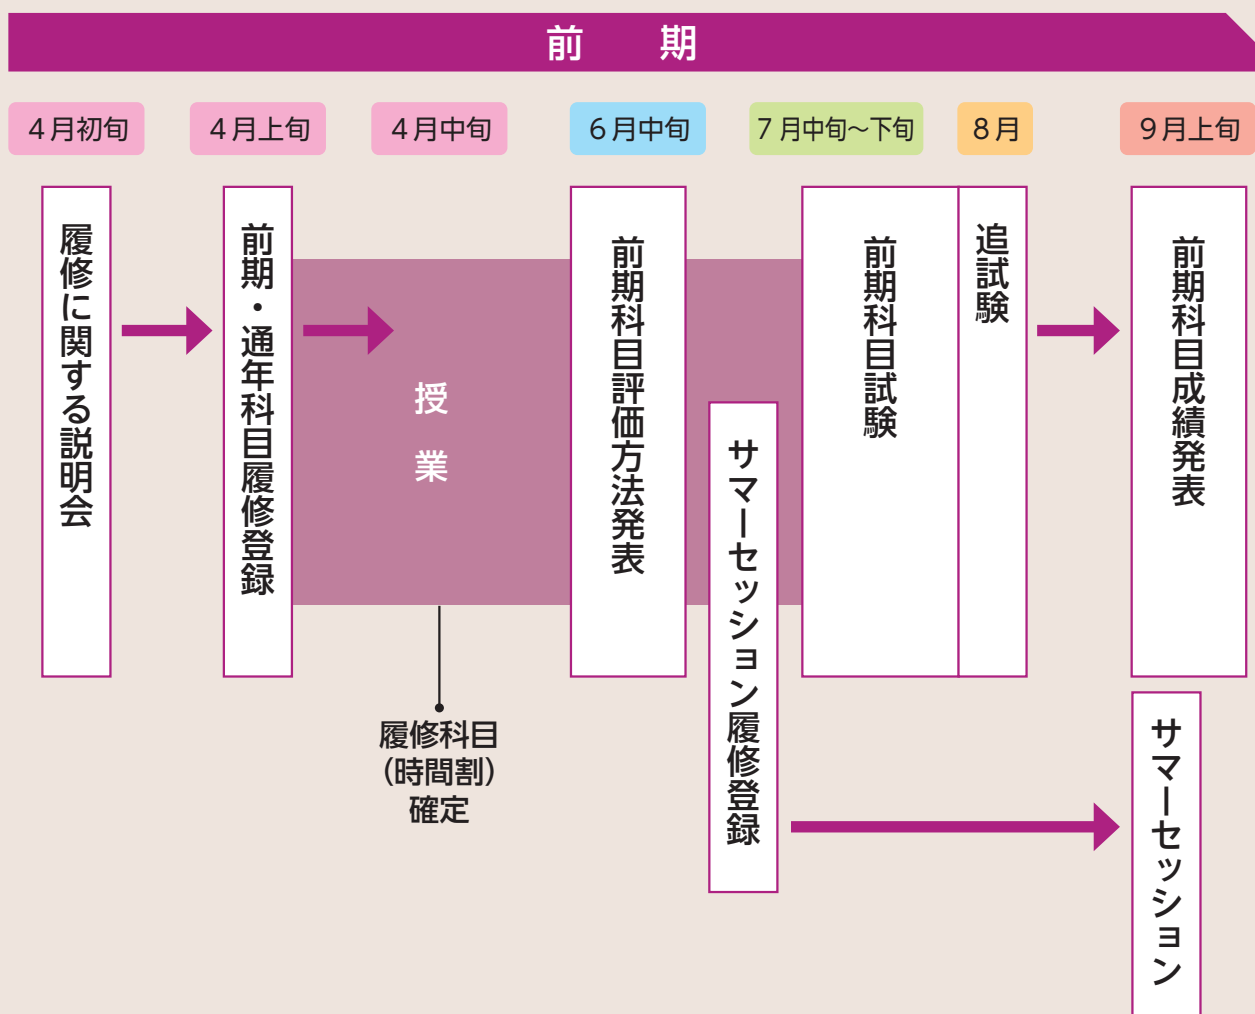 前　期
4月初旬
4月上旬
4月中旬
6月中旬
7月中旬～下旬
8月
9月上旬
履修に関する説明会
前期・通年科目履修登録
授業
前期科目評価方法発表
サマーセッション履修登録
前期科目試験
追試験
前期科目成績発表
履修科目
（時間割）
確定
サマーセッション